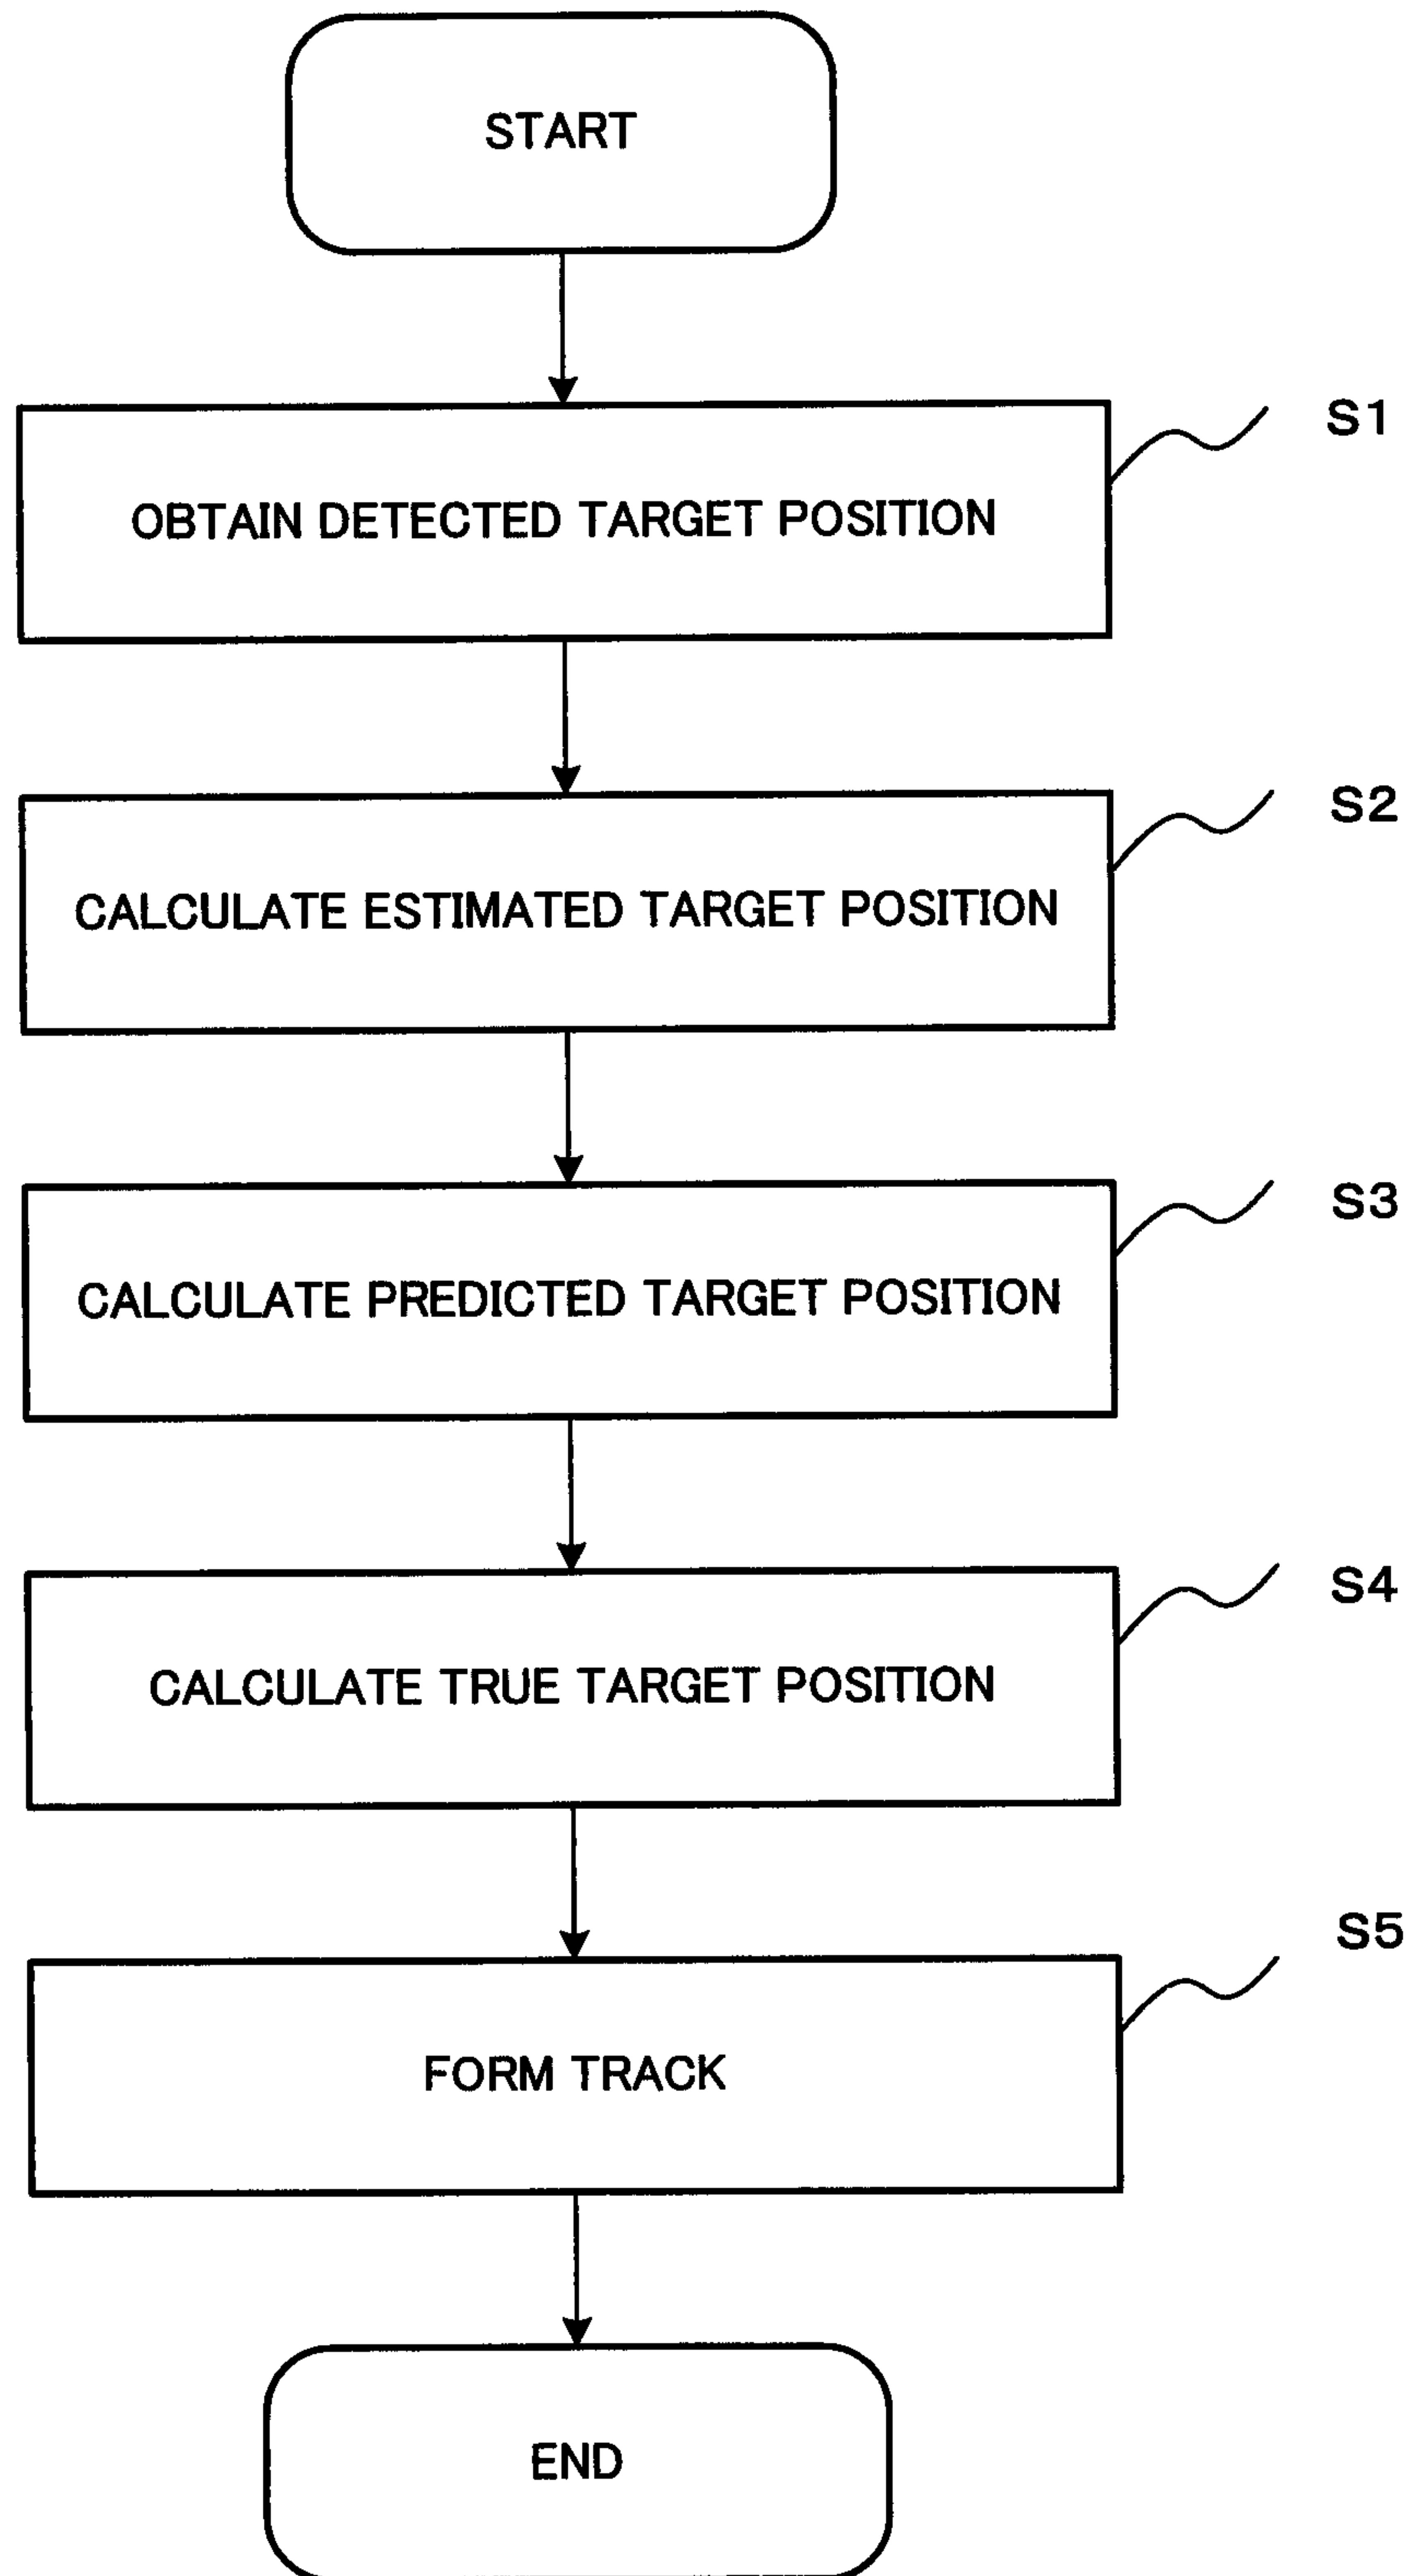 START
S1
OBTAIN DETECTED TARGET POSITION
S2
CALCULATE ESTIMATED TARGET POSITION
S3
CALCULATE PREDICTED TARGET POSITION
S4
CALCULATE TRUE TARGET POSITION
S5
FORM TRACK
END